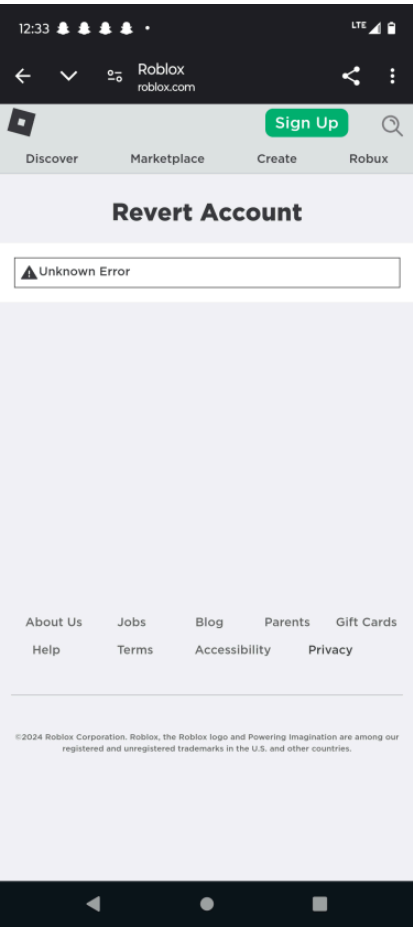 12:33 LTE
Roblox
roblox.com
Sign Up
Discover Marketplace Create Robux
Revert Account
Unknown Error
About Us Jobs Blog Parents Gift Cards
Help Terms Accessibility Privacy
©2024 Roblox Corporation. Roblox, the Roblox logo and Powering Imagination are among our
registered and unregistered trademarks in the U.S. and other countries.